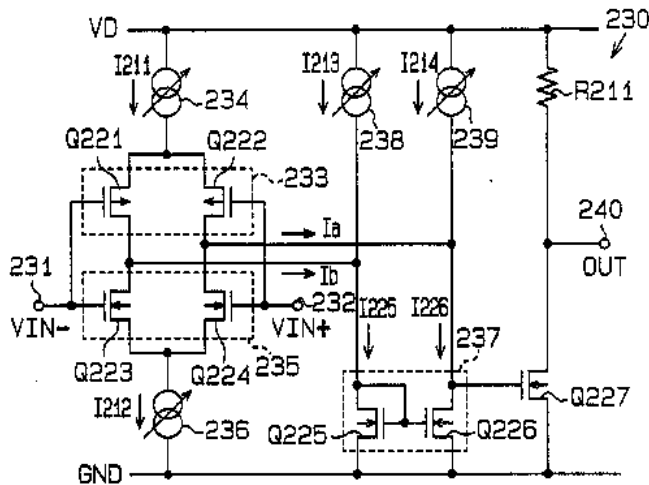 VD
230
I211
I213
I214
234
238
239
R211
Q221
Q222
233
Ia
240
OUT
Ib
231
VIN-
232
VIN+
I225
I226
237
Q223
Q224
235
I212
236
Q225
Q226
Q227
GND